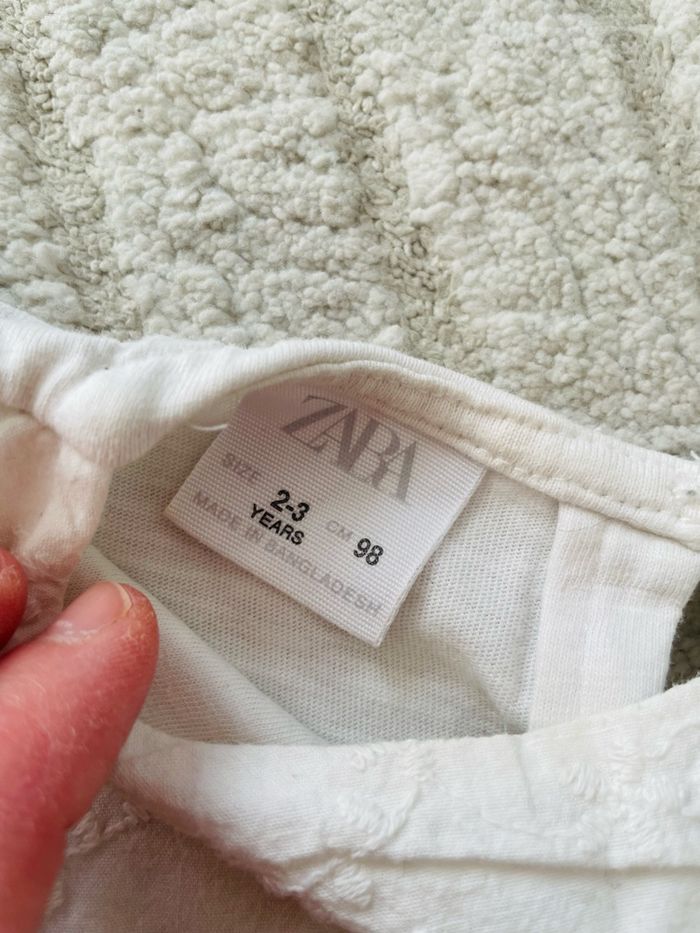 ZARA
SIZE 2-3 YEARS CM 98
MADE IN BANGLADESH